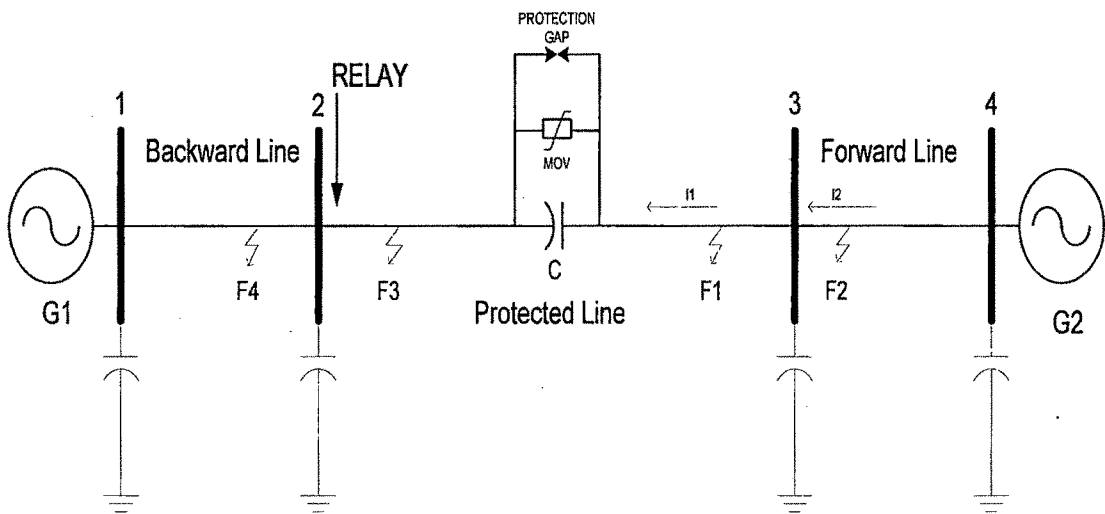 PROTECTION
GAP
RELAY
1
2
3
4
Backward Line
MOV
Forward Line
I1
I2
F4
F3
C
F1
F2
G1
Protected Line
G2